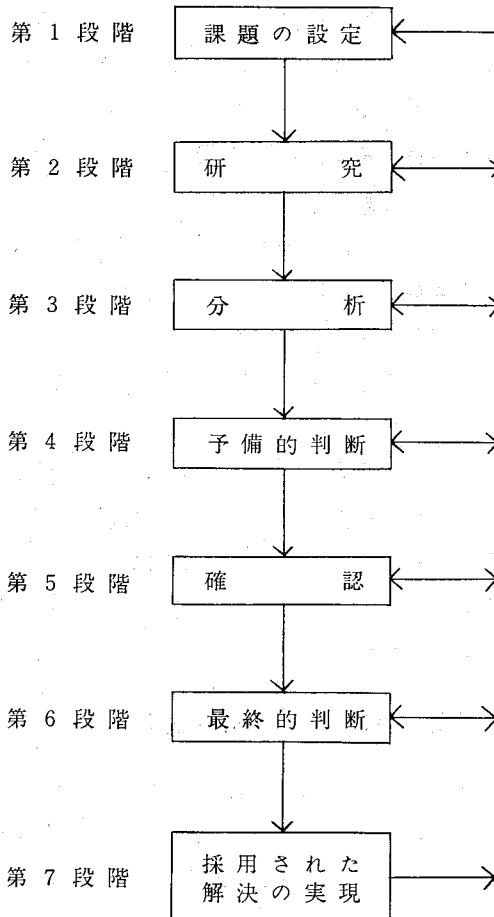 第1段階 課題の設定
第2段階 研究
第3段階 分析
第4段階 予備的判断
第5段階 確認
第6段階 最終的判断
第7段階 採用された
解決の実現